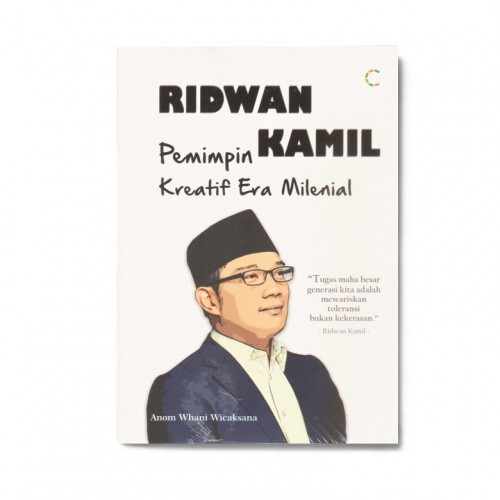 RIDWAN
KAMIL
Pemimpin
Kreatif Era Milenial
"Tugas maha besar
generasi kita adalah
mewariskan
toleransi
bukan kekerasan."
- Ridwan Kamil -
Anom Whani Wicaksana